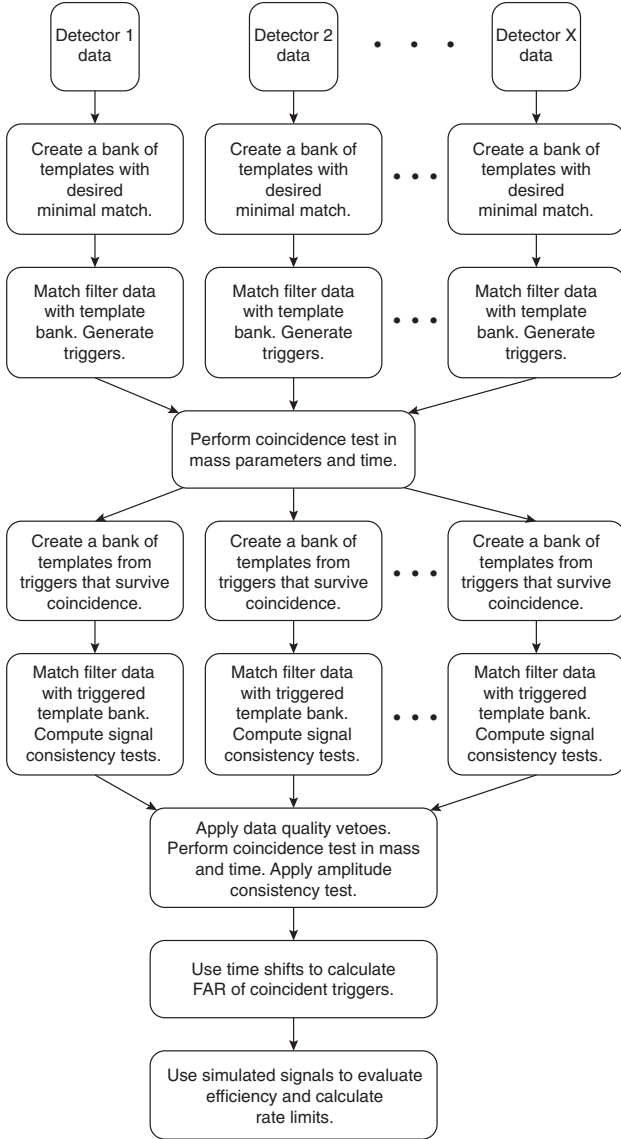 Detector 1
data
Detector 2
data
Detector X
data
Create a bank of
templates with
desired
minimal match.
Create a bank of
templates with
desired
minimal match.
Create a bank of
templates with
desired
minimal match.
Match filter data
with template
bank. Generate
triggers.
Match filter data
with template
bank. Generate
triggers.
Match filter data
with template
bank. Generate
triggers.
Perform coincidence test in
mass parameters and time.
Create a bank of
templates from
triggers that survive
coincidence.
Create a bank of
templates from
triggers that survive
coincidence.
Create a bank of
templates from
triggers that survive
coincidence.
Match filter data
with triggered
template bank.
Compute signal
consistency tests.
Match filter data
with triggered
template bank.
Compute signal
consistency tests.
Match filter data
with triggered
template bank.
Compute signal
consistency tests.
Apply data quality vetoes.
Perform coincidence test in mass
and time. Apply amplitude
consistency test.
Use time shifts to calculate
FAR of coincident triggers.
Use simulated signals to evaluate
efficiency and calculate
rate limits.